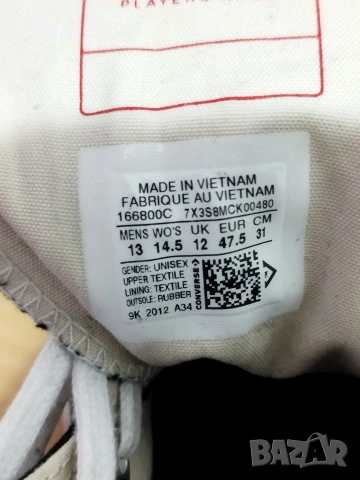 PLAYERS NAME
MADE IN VIETNAM
FABRIQUE AU VIETNAM
166800C 7X3S8MCK00480
MENS WO'S UK EUR CM
13 14.5 12 47.5 31
GENDER: UNISEX
UPPER TEXTILE
LINING: TEXTILE
OUTSOLE: RUBBER
CONVERSE
9K 2012 A34
BAZAR